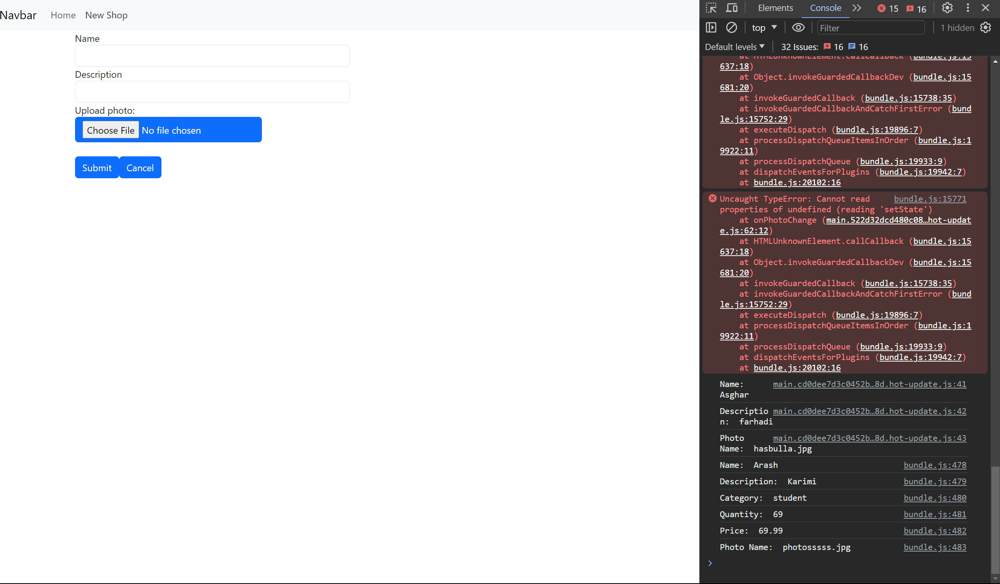 Navbar Home New Shop
Name
Description
Upload photo:
Choose File No file chosen
Submit Cancel
Elements Console 15 16
top Filter 1 hidden
Default levels 32 Issues: 16 16
at HTMLUnknownElement.callCallback (bundle.js:15
637:18)
at Object.invokeGuardedCallbackDev (bundle.js:15
681:20)
at invokeGuardedCallback (bundle.js:15738:35)
at invokeGuardedCallbackAndCatchFirstError (bund
le.js:15752:29)
at executeDispatch (bundle.js:19896:7)
at processDispatchQueueItemsInOrder (bundle.js:1
9922:11)
at processDispatchQueue (bundle.js:19933:9)
at dispatchEventsForPlugins (bundle.js:19942:7)
at bundle.js:20102:16
Uncaught TypeError: Cannot read bundle.js:15771
properties of undefined (reading 'setState')
at onPhotoChange (main.522d32dcd480c08…hot-updat
e.js:62:12)
at HTMLUnknownElement.callCallback (bundle.js:15
637:18)
at Object.invokeGuardedCallbackDev (bundle.js:15
681:20)
at invokeGuardedCallback (bundle.js:15738:35)
at invokeGuardedCallbackAndCatchFirstError (bund
le.js:15752:29)
at executeDispatch (bundle.js:19896:7)
at processDispatchQueueItemsInOrder (bundle.js:1
9922:11)
at processDispatchQueue (bundle.js:19933:9)
at dispatchEventsForPlugins (bundle.js:19942:7)
at bundle.js:20102:16
Name: main.cd0dee7d3c0452b…8d.hot-update.js:41
Asghar
Descriptio main.cd0dee7d3c0452b…8d.hot-update.js:42
n: farhadi
Photo main.cd0dee7d3c0452b…8d.hot-update.js:43
Name: hasbulla.jpg
Name: Arash bundle.js:478
Description: Karimi bundle.js:479
Category: student bundle.js:480
Quantity: 69 bundle.js:481
Price: 69.99 bundle.js:482
Photo Name: photosssss.jpg bundle.js:483